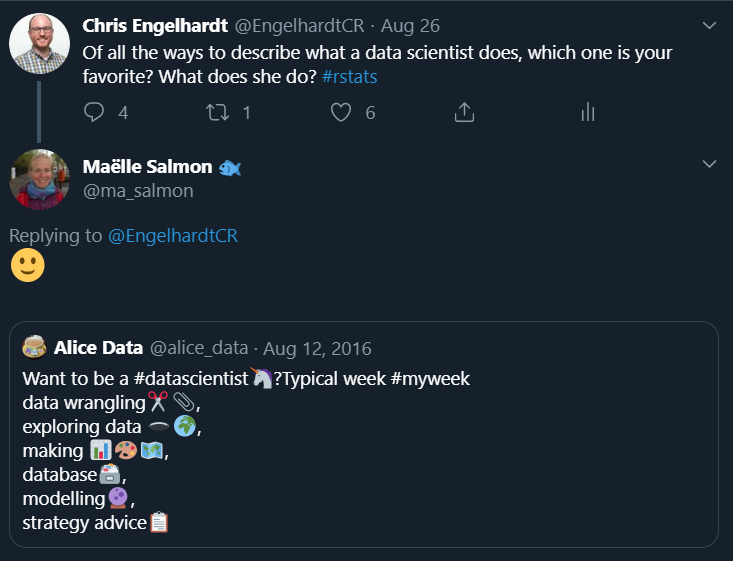 Chris Engelhardt @EngelhardtCR · Aug 26
Of all the ways to describe what a data scientist does, which one is your
favorite? What does she do? #rstats
4 1 6
Maëlle Salmon 🐟
@ma_salmon
Replying to @EngelhardtCR
🙂
Alice Data @alice_data · Aug 12, 2016
Want to be a #datascientist🦄?Typical week #myweek
data wrangling✂️📎,
exploring data 🕳️🌍,
making 📊🎨🗺️,
database🗃️,
modelling🔮,
strategy advice📋